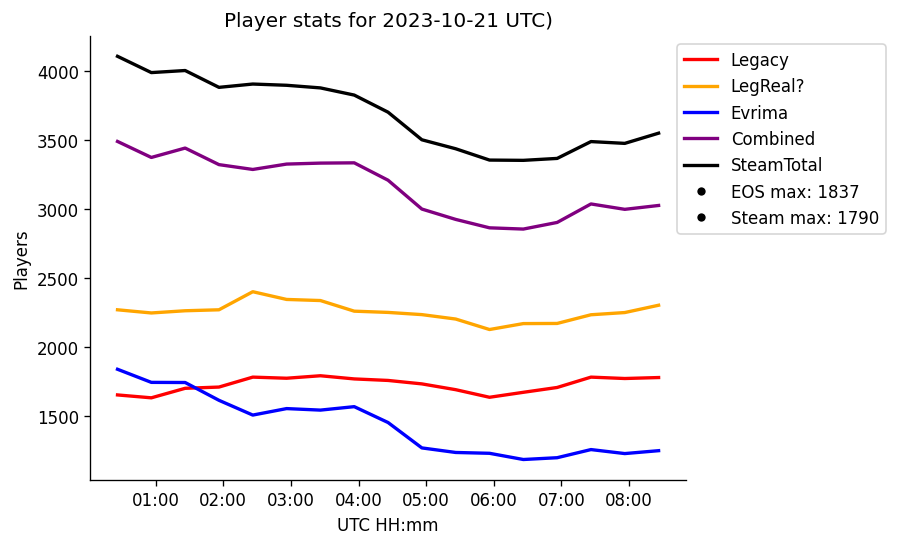 Player stats for 2023-10-21 UTC)
Legacy
LegReal?
Evrima
Combined
SteamTotal
EOS max: 1837
Steam max: 1790
Players
4000
3500
3000
2500
2000
1500
01:00 02:00 03:00 04:00 05:00 06:00 07:00 08:00
UTC HH:mm